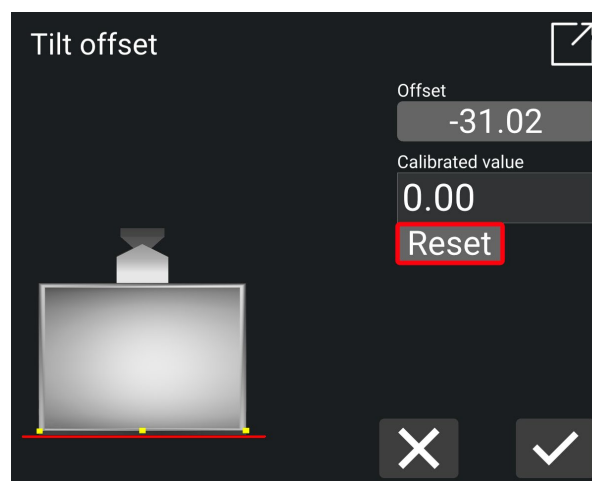 Tilt offset
Offset
-31.02
Calibrated value
0.00
Reset